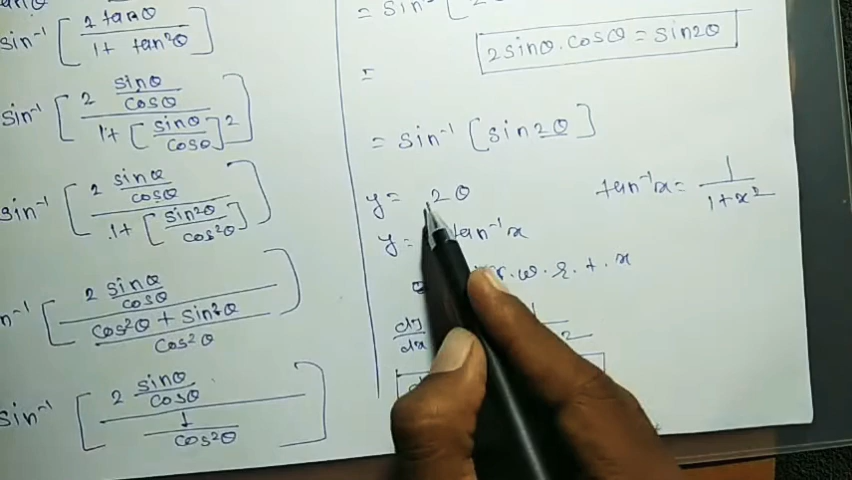 sin⁻¹ [ 2 tanθ / 1 + tan²θ ]
sin⁻¹ [ 2 sinθ/cosθ / 1+ [ sinθ/cosθ ]² ]
sin⁻¹ [ 2 sinθ/cosθ / 1+ [ sin²θ/cos²θ ] ]
n⁻¹ [ 2 sinθ/cosθ / cos²θ + sin²θ / cos²θ ]
sin⁻¹ [ 2 sinθ/cosθ / 1 / cos²θ ]
= sin⁻¹ [ 2
2sinθ.cosθ = sin2θ
=
= sin⁻¹ [ sin2θ ]
y = 2θ
tan⁻¹x = 1 / 1+x²
y = tan⁻¹x
w.r.t.x
dy/dx